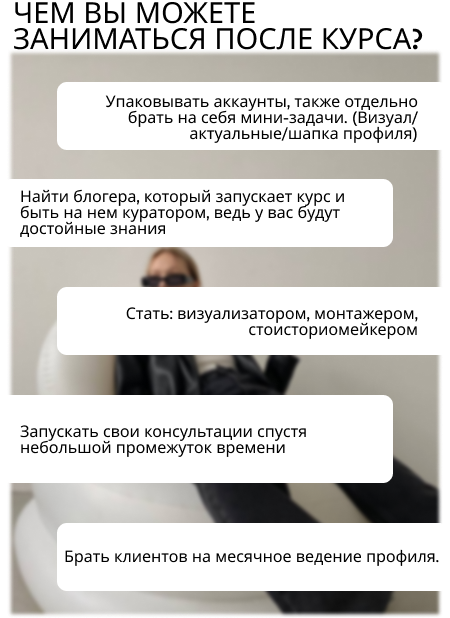 ЧЕМ ВЫ МОЖЕТЕ
ЗАНИМАТЬСЯ ПОСЛЕ КУРСА?
Упаковывать аккаунты, также отдельно
брать на себя мини-задачи. (Визуал/
актуальные/шапка профиля)
Найти блогера, который запускает курс и
быть на нем куратором, ведь у вас будут
достойные знания
Стать: визуализатором, монтажером,
стоисториомейкером
Запускать свои консультации спустя
небольшой промежуток времени
Брать клиентов на месячное ведение профиля.